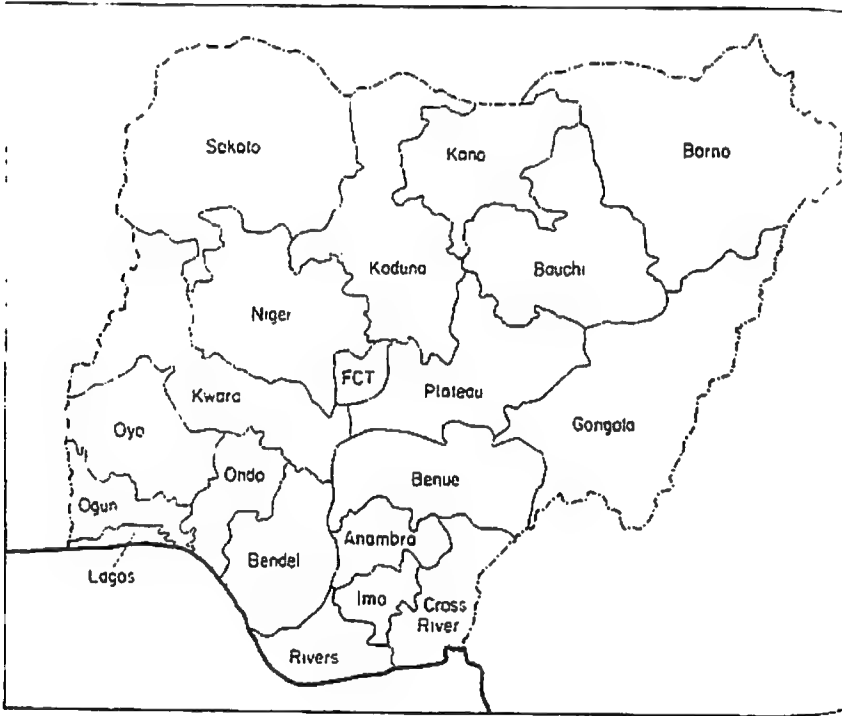 Sokoto
Kano
Borno
Kaduna
Bauchi
Niger
FCT
Plateau
Kwara
Gongola
Oyo
Ondo
Benue
Ogun
Anambra
Bendel
Lagos
Imo
Cross
River
Rivers